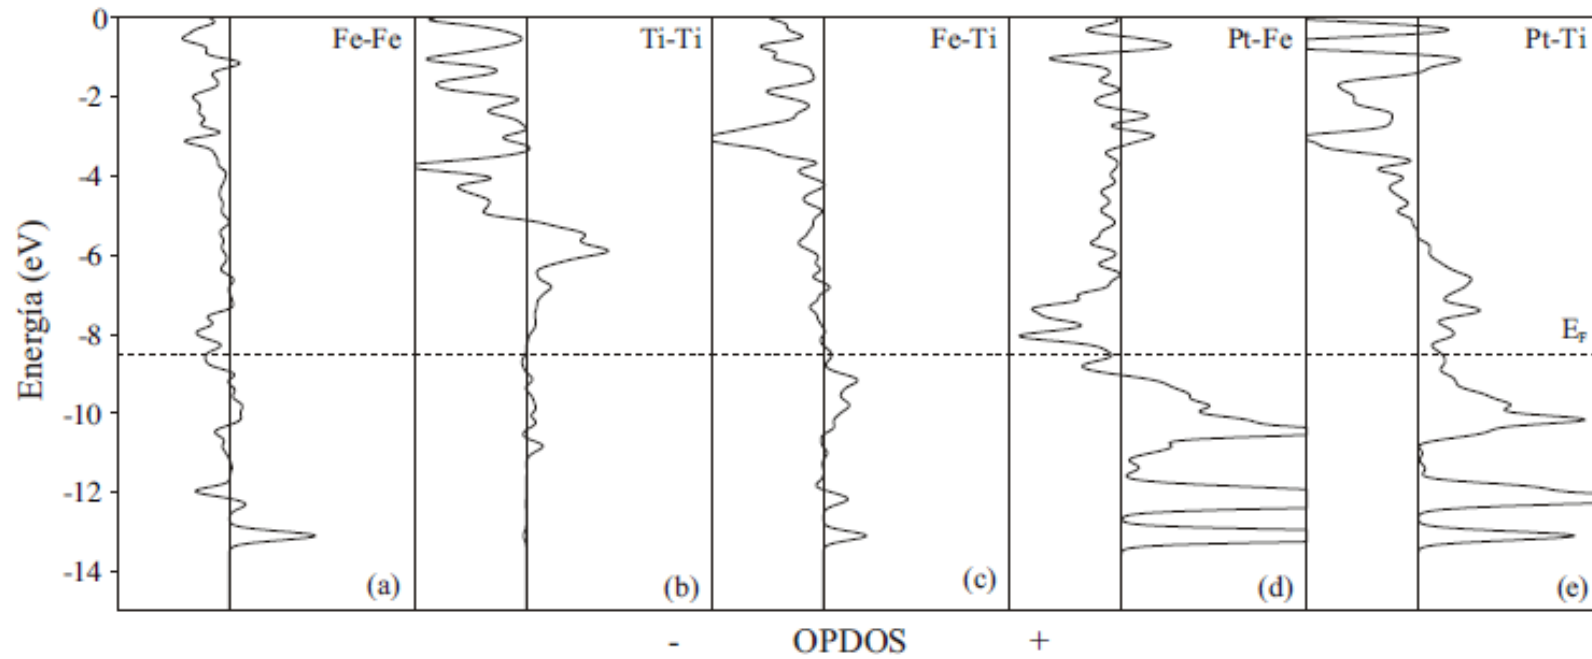 0
-2
-4
-6
-8
-10
-12
-14
Energía (eV)
Fe-Fe
Ti-Ti
Fe-Ti
Pt-Fe
Pt-Ti
E_F
(a)
(b)
(c)
(d)
(e)
- OPDOS +